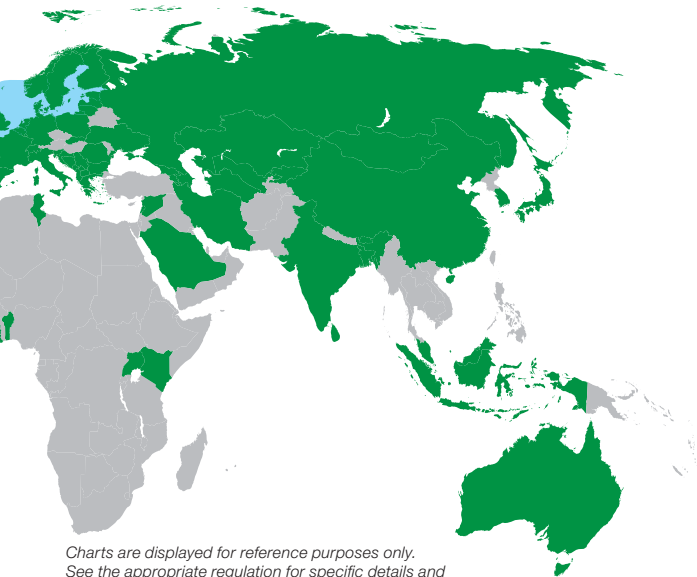 Charts are displayed for reference purposes only.
See the appropriate regulation for specific details and